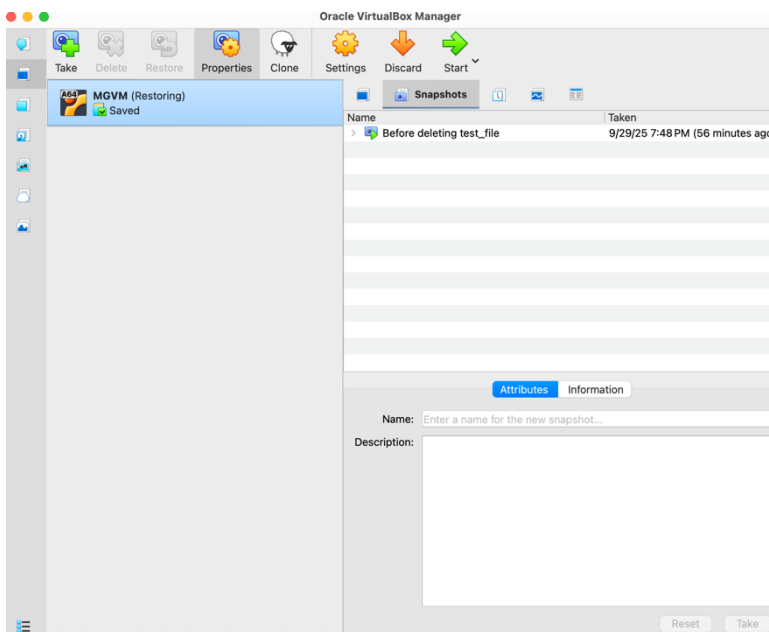 Oracle VirtualBox Manager
Take Delete Restore Properties Clone Settings Discard Start
A64 MGVM (Restoring)
Saved
Snapshots
Name Taken
Before deleting test_file 9/29/25 7:48 PM (56 minutes ago
Attributes Information
Name: Enter a name for the new snapshot...
Description:
Reset Take